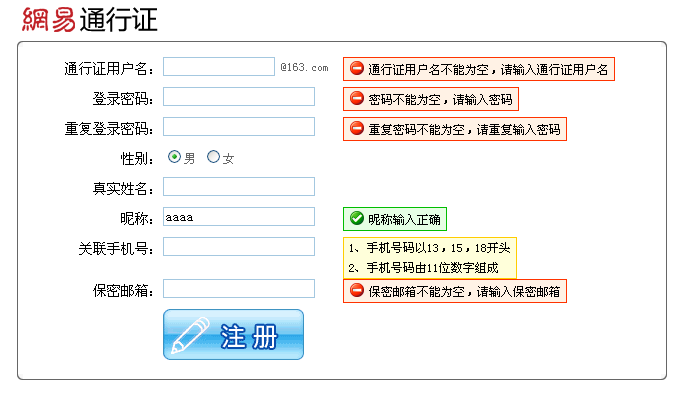 網易通行证
通行证用户名： @163.com 通行证用户名不能为空，请输入通行证用户名
登录密码： 密码不能为空，请输入密码
重复登录密码： 重复密码不能为空，请重复输入密码
性别： 男 女
真实姓名：
昵称： aaaa 昵称输入正确
关联手机号： 1、手机号码以13，15，18开头
2、手机号码由11位数字组成
保密邮箱： 保密邮箱不能为空，请输入保密邮箱
注册